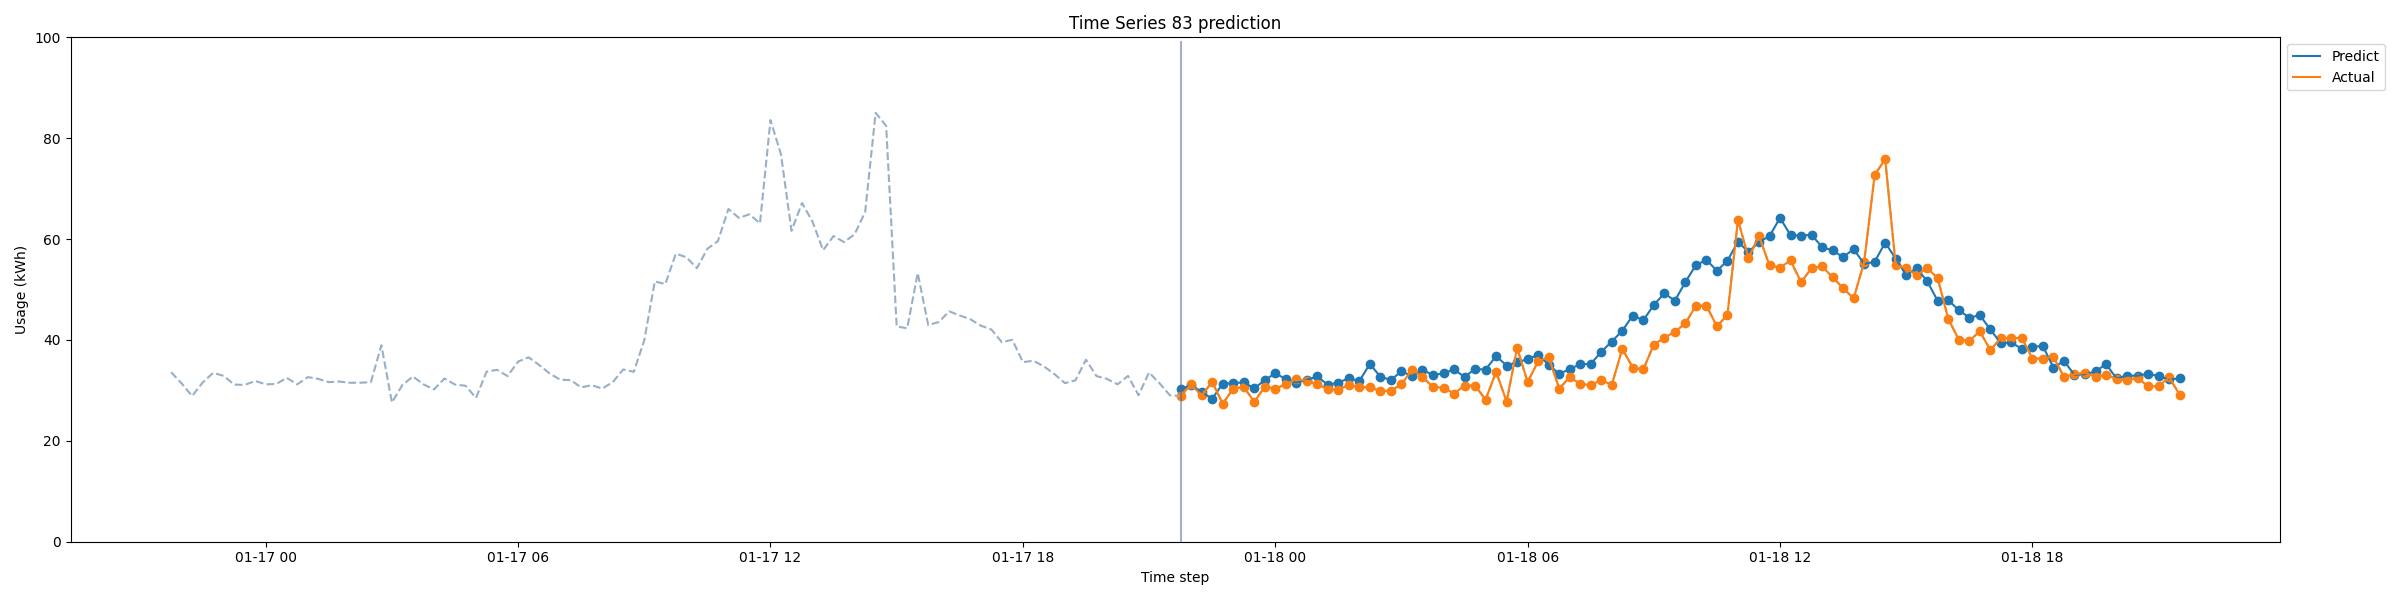 Time Series 83 prediction
100
80
60
40
20
0
Usage (kWh)
01-17 00
01-17 06
01-17 12
01-17 18
01-18 00
01-18 06
01-18 12
01-18 18
Time step
Predict
Actual